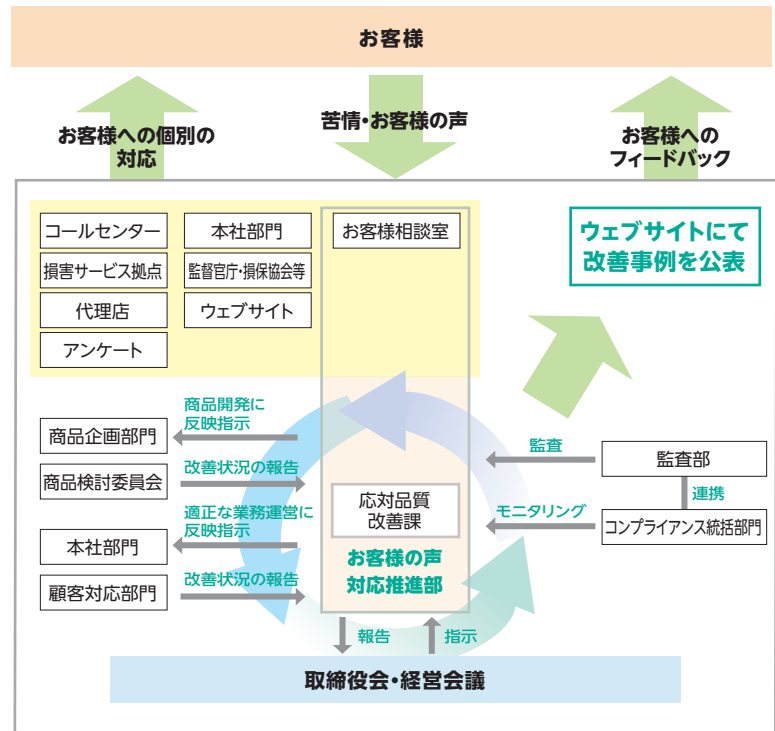 お客様
お客様への個別の
対応
苦情・お客様の声
お客様への
フィードバック
コールセンター
本社部門
お客様相談室
損害サービス拠点
監督官庁・損保協会等
代理店
ウェブサイト
アンケート
ウェブサイトにて
改善事例を公表
商品開発に
反映指示
商品企画部門
改善状況の報告
商品検討委員会
適正な業務運営に
反映指示
本社部門
改善状況の報告
顧客対応部門
応対品質
改善課
お客様の声
対応推進部
監査
監査部
連携
モニタリング
コンプライアンス統括部門
報告
指示
取締役会・経営会議